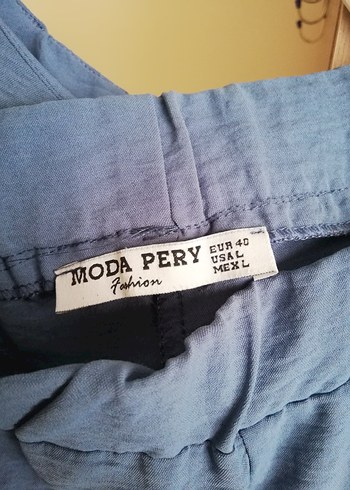 MODA PERY
Fashion
EUR 40
USA L
MEX L